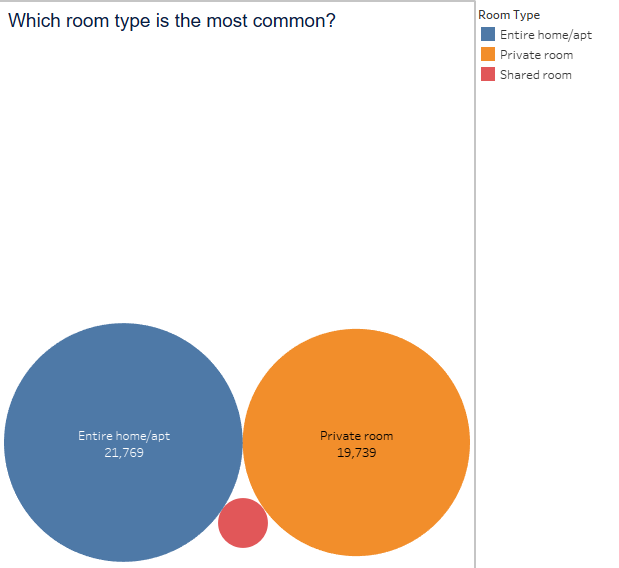 Which room type is the most common?
Room Type
Entire home/apt
Private room
Shared room
Entire home/apt
21,769
Private room
19,739